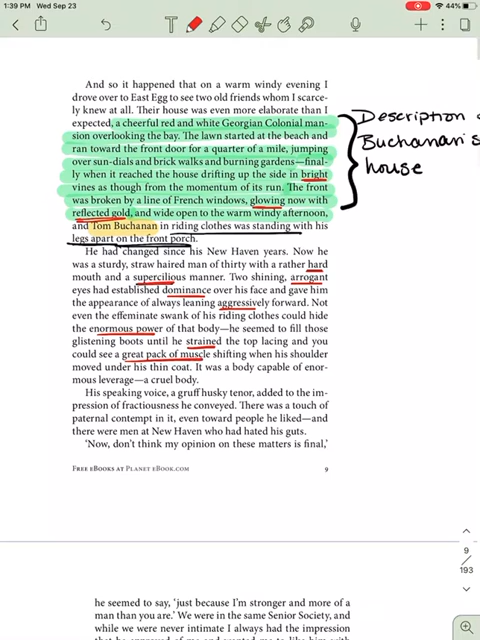 1:39 PM Wed Sep 23
44%
And so it happened that on a warm windy evening I
drove over to East Egg to see two old friends whom I scarce-
ly knew at all. Their house was even more elaborate than I
expected, a cheerful red and white Georgian Colonial man-
sion overlooking the bay. The lawn started at the beach and
ran toward the front door for a quarter of a mile, jumping
over sun-dials and brick walks and burning gardens—final-
ly when it reached the house drifting up the side in bright
vines as though from the momentum of its run. The front
was broken by a line of French windows, glowing now with
reflected gold, and wide open to the warm windy afternoon,
and Tom Buchanan in riding clothes was standing with his
legs apart on the front porch.
Description
Buchanan's
house
He had changed since his New Haven years. Now he
was a sturdy, straw haired man of thirty with a rather hard
mouth and a supercilious manner. Two shining, arrogant
eyes had established dominance over his face and gave him
the appearance of always leaning aggressively forward. Not
even the effeminate swank of his riding clothes could hide
the enormous power of that body—he seemed to fill those
glistening boots until he strained the top lacing and you
could see a great pack of muscle shifting when his shoulder
moved under his thin coat. It was a body capable of enor-
mous leverage—a cruel body.
His speaking voice, a gruff husky tenor, added to the im-
pression of fractiousness he conveyed. There was a touch of
paternal contempt in it, even toward people he liked—and
there were men at New Haven who had hated his guts.
'Now, don't think my opinion on these matters is final,'
Free eBooks at Planet eBook.com
9
9
193
he seemed to say, 'just because I'm stronger and more of a
man than you are.' We were in the same Senior Society, and
while we were never intimate I always had the impression